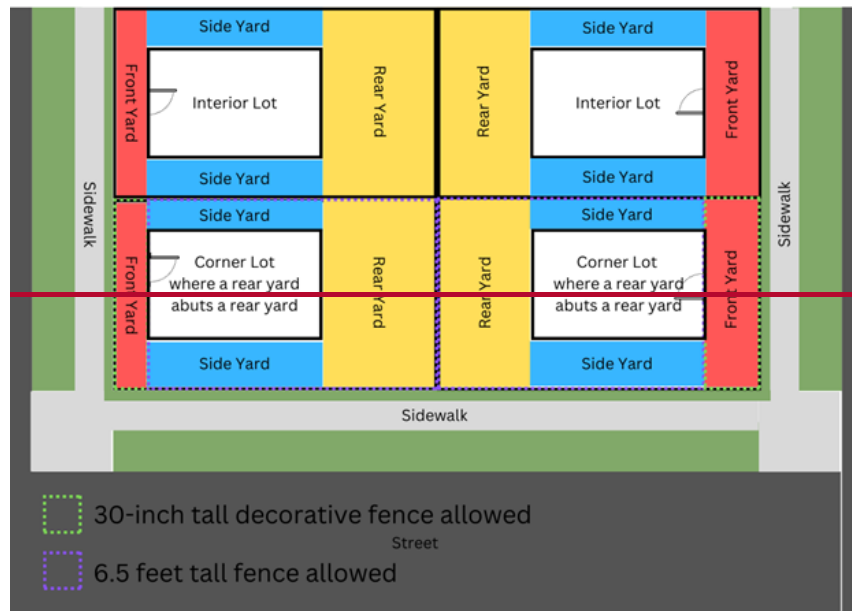 Side Yard
Side Yard
Front Yard
Interior Lot
Rear Yard
Rear Yard
Interior Lot
Front Yard
Side Yard
Side Yard
Sidewalk
Sidewalk
Side Yard
Side Yard
Front Yard
Corner Lot
where a rear yard
abuts a rear yard
Rear Yard
Rear Yard
Corner Lot
where a rear yard
abuts a rear yard
Front Yard
Side Yard
Side Yard
Sidewalk
30-inch tall decorative fence allowed
Street
6.5 feet tall fence allowed